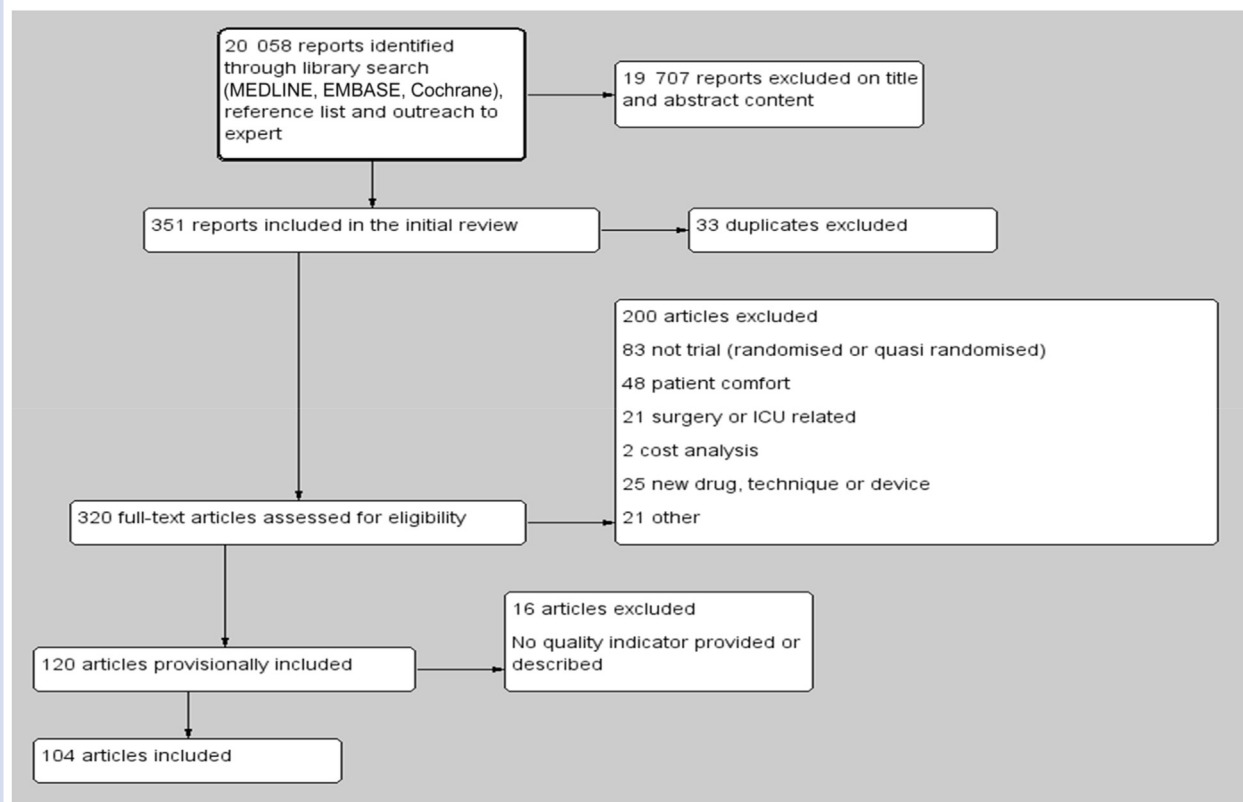 20 058 reports identified
through library search
(MEDLINE, EMBASE, Cochrane),
reference list and outreach to
expert
19 707 reports excluded on title
and abstract content
351 reports included in the initial review
33 duplicates excluded
200 articles excluded
83 not trial (randomised or quasi randomised)
48 patient comfort
21 surgery or ICU related
2 cost analysis
25 new drug, technique or device
21 other
320 full-text articles assessed for eligibility
16 articles excluded
No quality indicator provided or
described
120 articles provisionally included
104 articles included